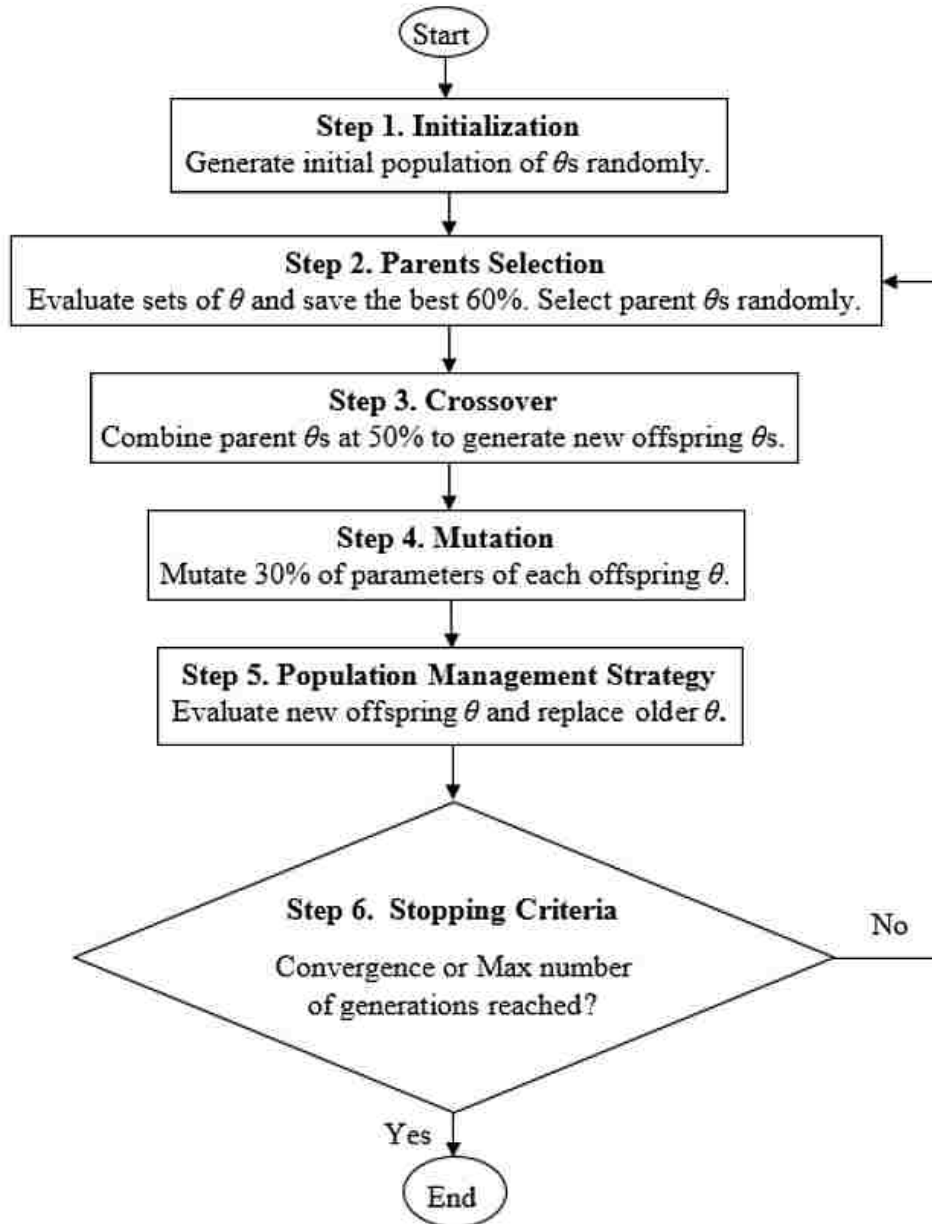 Start
Step 1. Initialization
Generate initial population of θs randomly.
Step 2. Parents Selection
Evaluate sets of θ and save the best 60%. Select parent θs randomly.
Step 3. Crossover
Combine parent θs at 50% to generate new offspring θs.
Step 4. Mutation
Mutate 30% of parameters of each offspring θ.
Step 5. Population Management Strategy
Evaluate new offspring θ and replace older θ.
Step 6. Stopping Criteria
Convergence or Max number
of generations reached?
No
Yes
End